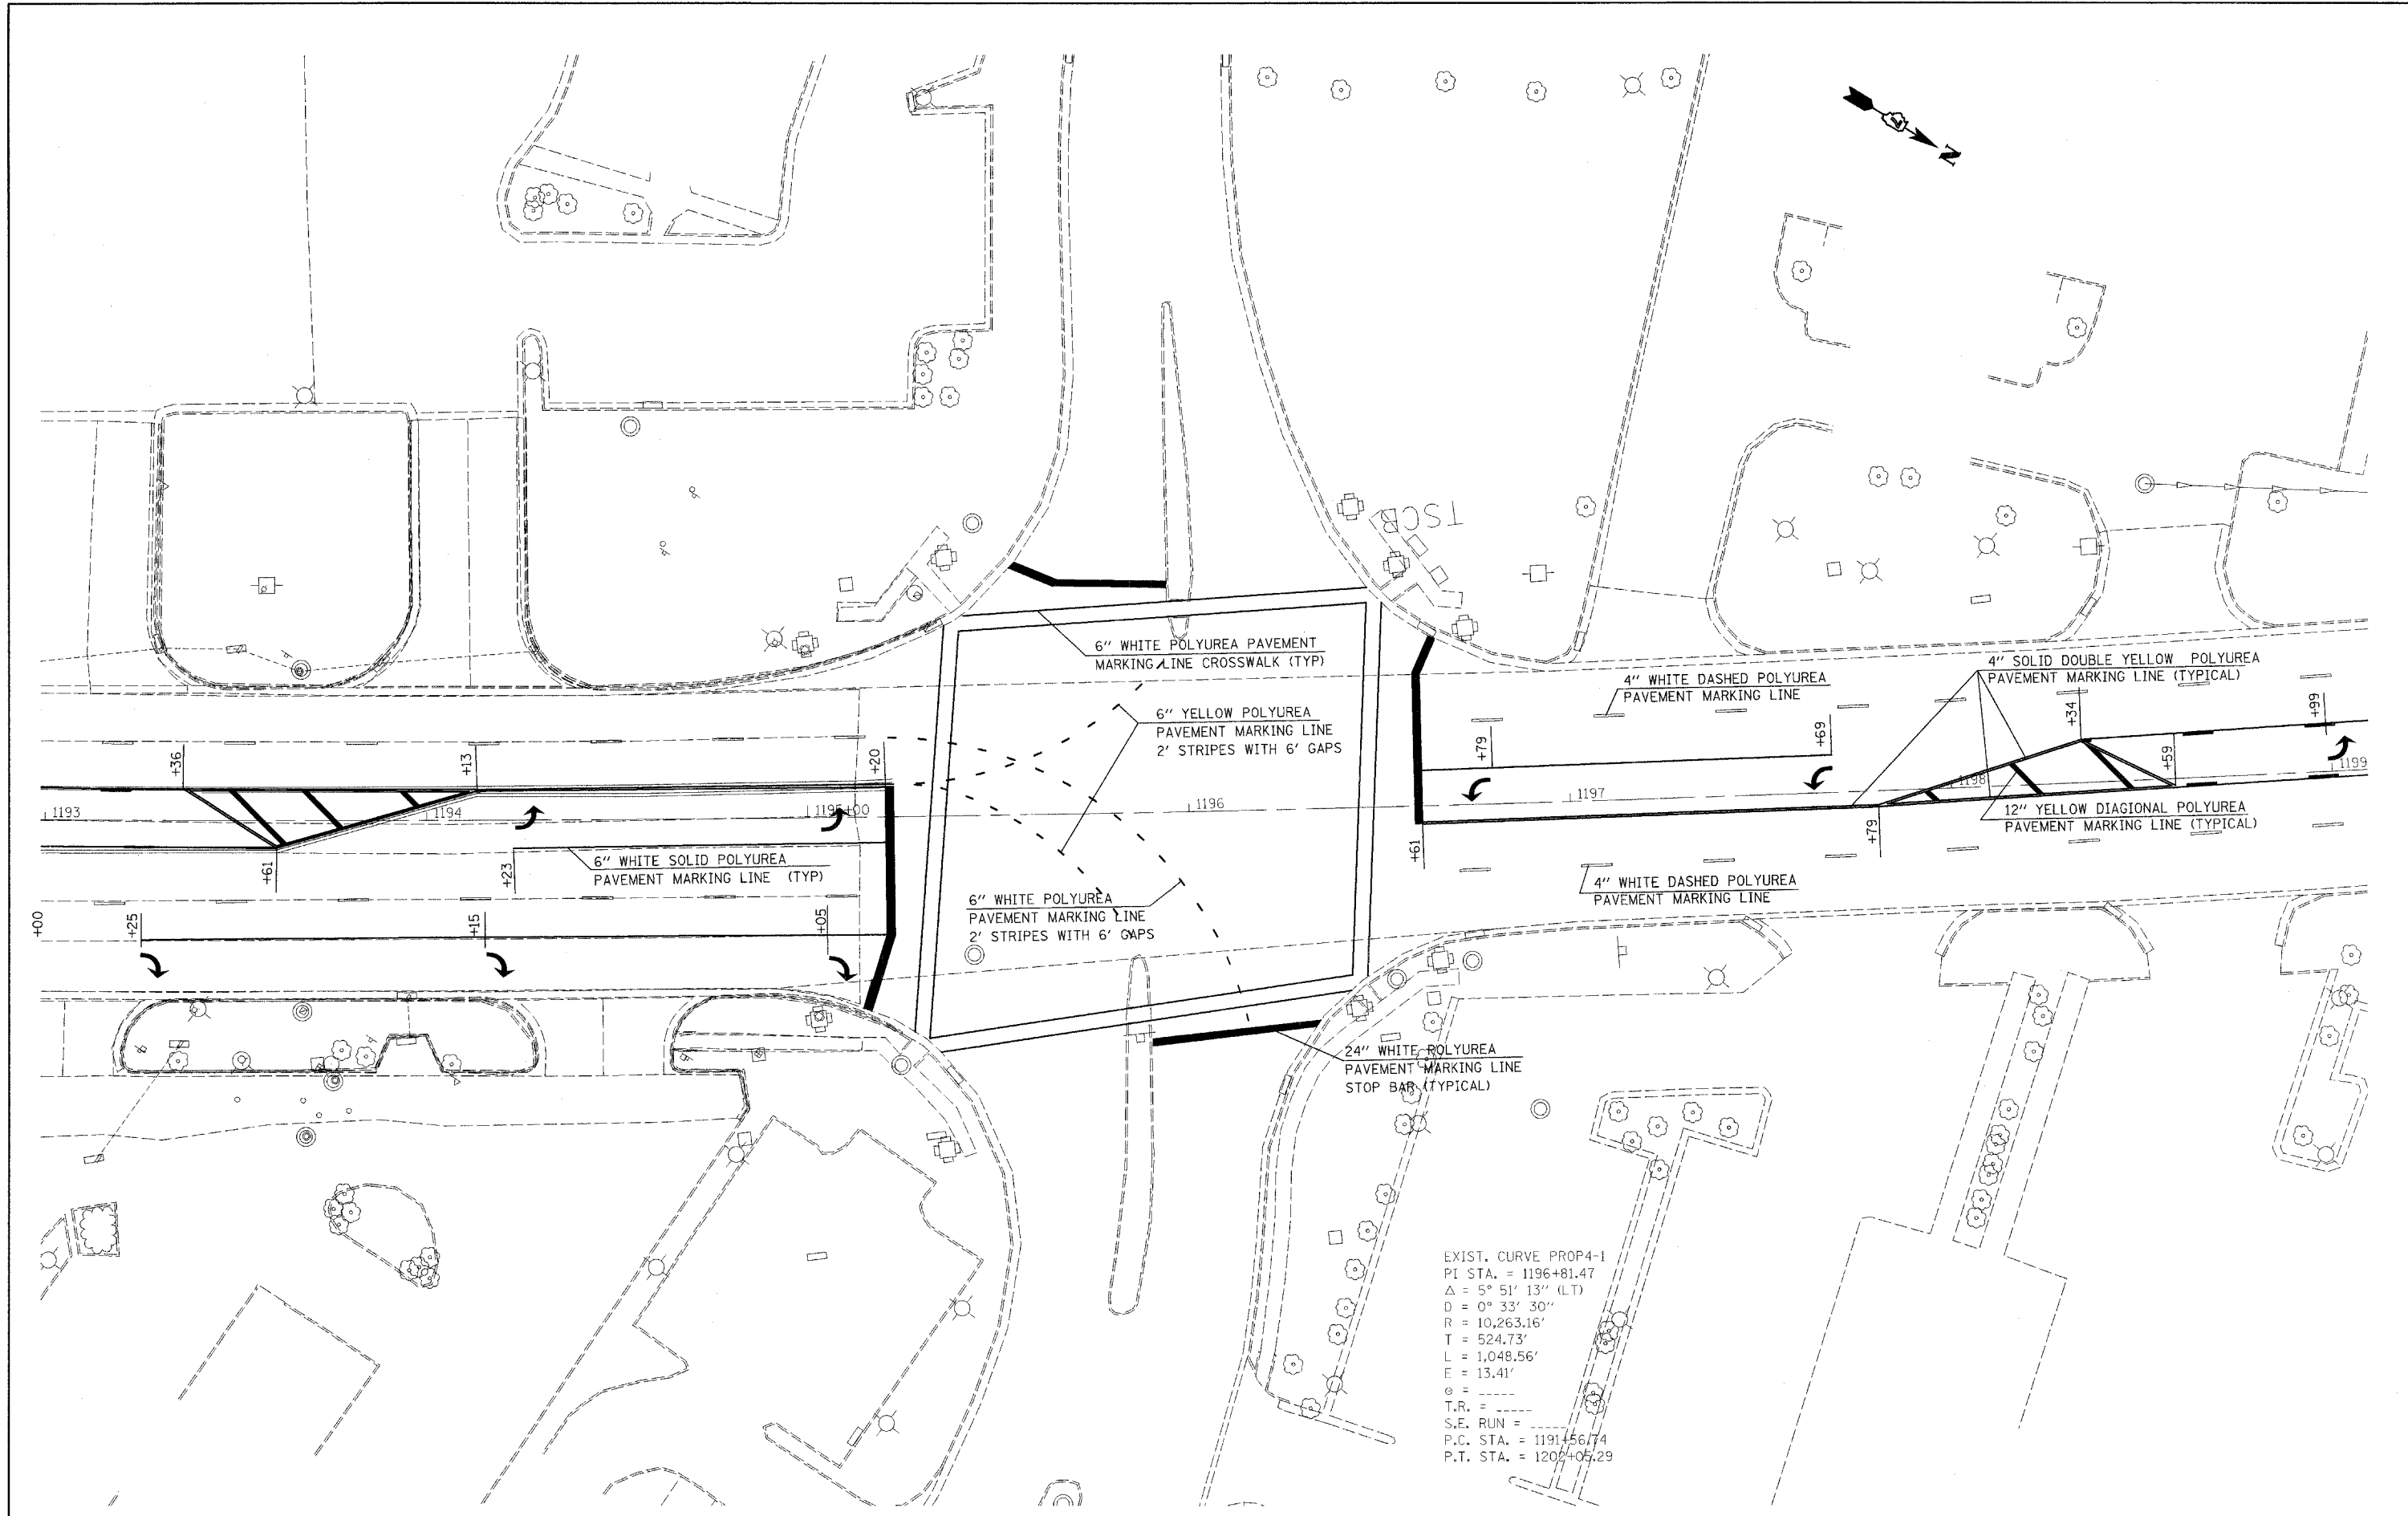 N
TSCB
6" WHITE POLYUREA PAVEMENT
MARKING LINE CROSSWALK (TYP)
4" SOLID DOUBLE YELLOW POLYUREA
PAVEMENT MARKING LINE (TYPICAL)
4" WHITE DASHED POLYUREA
PAVEMENT MARKING LINE
6" YELLOW POLYUREA
PAVEMENT MARKING LINE
2' STRIPES WITH 6' GAPS
+36
+13
+20
+79
+69
+34
+59
+99
1193
1194
1195+00
1196
1197
1198
1199
12" YELLOW DIAGIONAL POLYUREA
PAVEMENT MARKING LINE (TYPICAL)
+61
+23
6" WHITE SOLID POLYUREA
PAVEMENT MARKING LINE (TYP)
+61
+79
4" WHITE DASHED POLYUREA
PAVEMENT MARKING LINE
6" WHITE POLYUREA
PAVEMENT MARKING LINE
2' STRIPES WITH 6' GAPS
+00
+25
+15
+05
24" WHITE POLYUREA
PAVEMENT MARKING LINE
STOP BAR (TYPICAL)
EXIST. CURVE PROP4-1
PI STA. = 1196+81.47
Δ = 5° 51' 13" (LT)
D = 0° 33' 30"
R = 10,263.16'
T = 524.73'
L = 1,048.56'
E = 13.41'
e = _____
T.R. = _____
S.E. RUN = _____
P.C. STA. = 1191+56.74
P.T. STA. = 1202+05.29